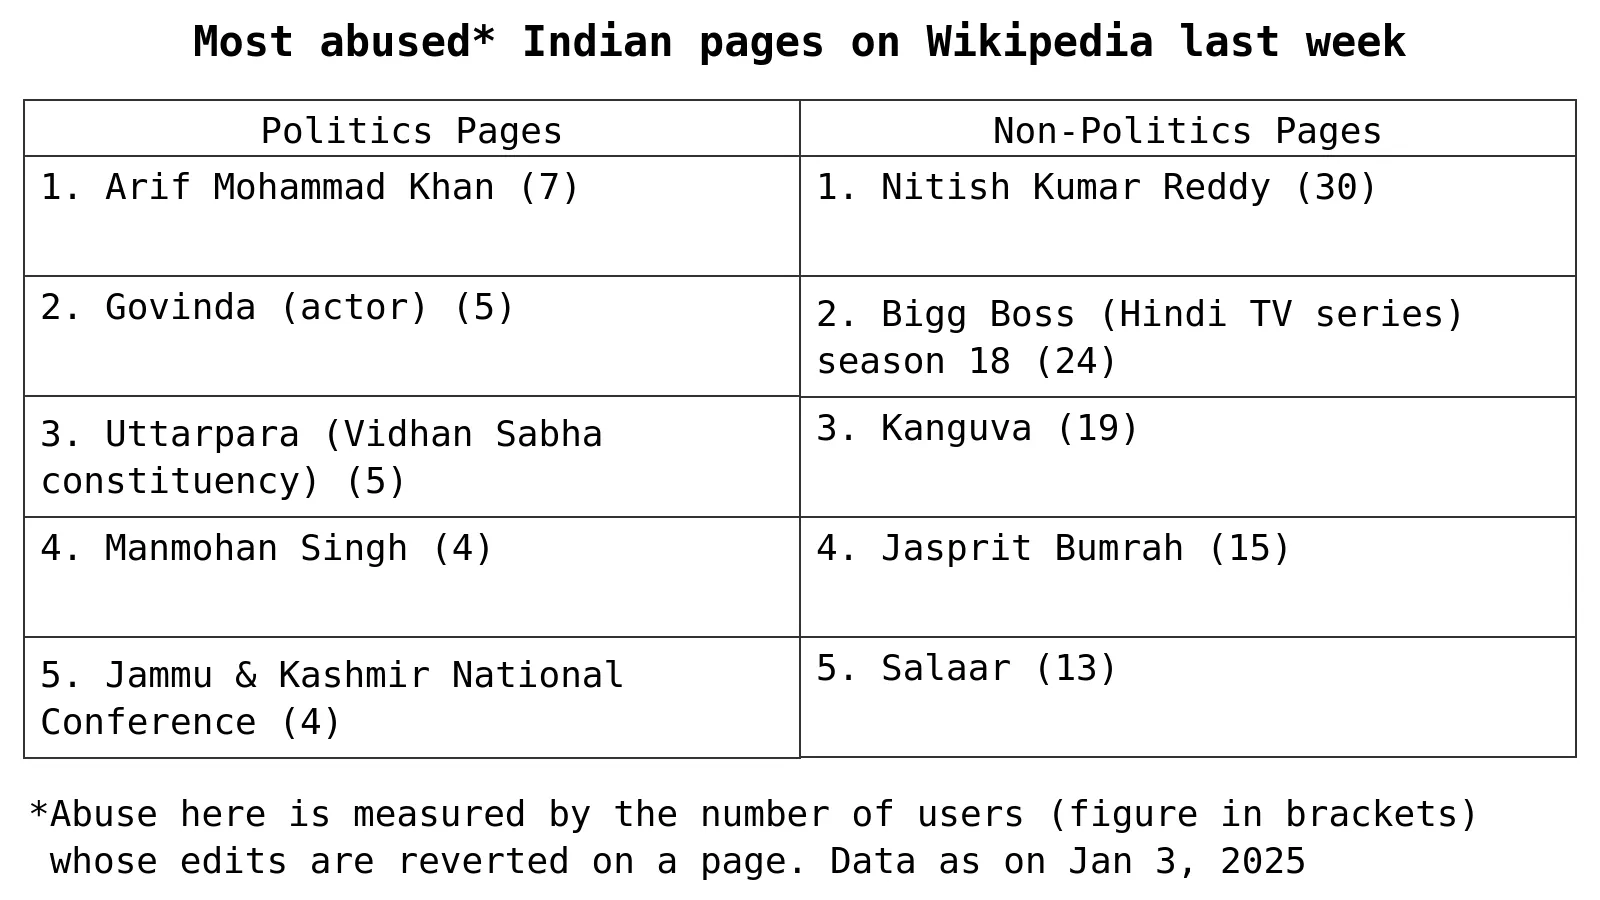 Most abused* Indian pages on Wikipedia last week
Politics Pages
Non-Politics Pages
1. Arif Mohammad Khan (7)
1. Nitish Kumar Reddy (30)
2. Govinda (actor) (5)
2. Bigg Boss (Hindi TV series)
season 18 (24)
3. Uttarpara (Vidhan Sabha
constituency) (5)
3. Kanguva (19)
4. Manmohan Singh (4)
4. Jasprit Bumrah (15)
5. Jammu & Kashmir National
Conference (4)
5. Salaar (13)
*Abuse here is measured by the number of users (figure in brackets)
whose edits are reverted on a page. Data as on Jan 3, 2025